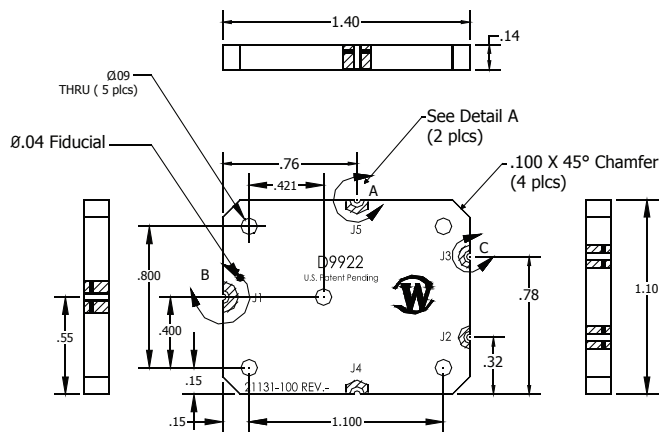 1.40
.14
Ø.09
THRU ( 5 plcs)
Ø.04 Fiducial
See Detail A
(2 plcs)
.76
.421
A
.100 X 45° Chamfer
(4 plcs)
J5
J3
C
D9922
U.S. Patent Pending
B
J1
W
.800
.400
.55
.78
1.10
J2
.32
J4
.15
21131-100 REV.-
.15
1.100